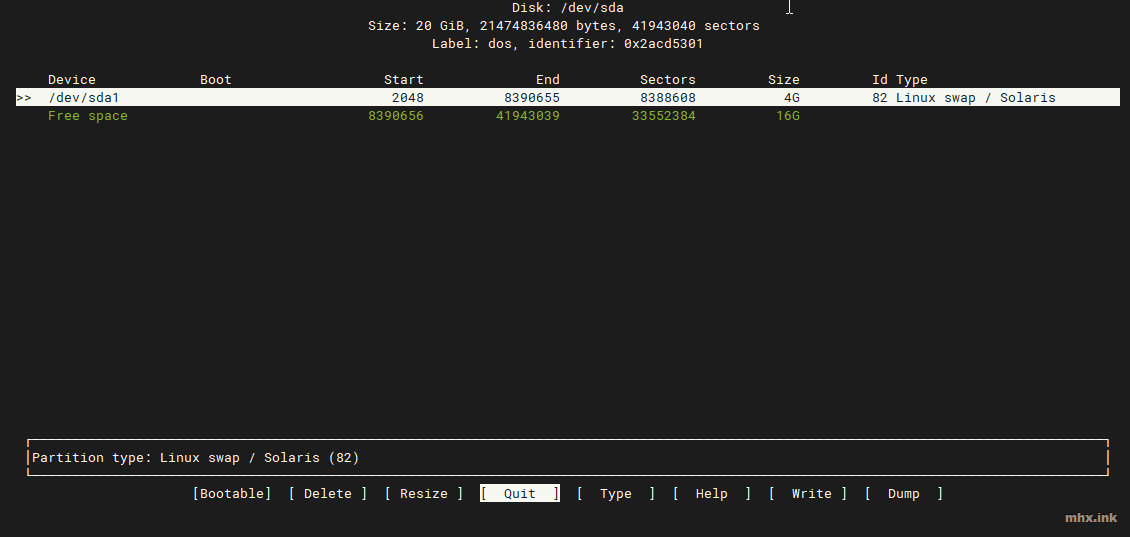 Disk: /dev/sda
Size: 20 GiB, 21474836480 bytes, 41943040 sectors
Label: dos, identifier: 0x2acd5301
Device Boot Start End Sectors Size Id Type
>> /dev/sda1 2048 8390655 8388608 4G 82 Linux swap / Solaris
Free space 8390656 41943039 33552384 16G
Partition type: Linux swap / Solaris (82)
[Bootable] [ Delete ] [ Resize ] [ Quit ] [ Type ] [ Help ] [ Write ] [ Dump ]
mhx.ink